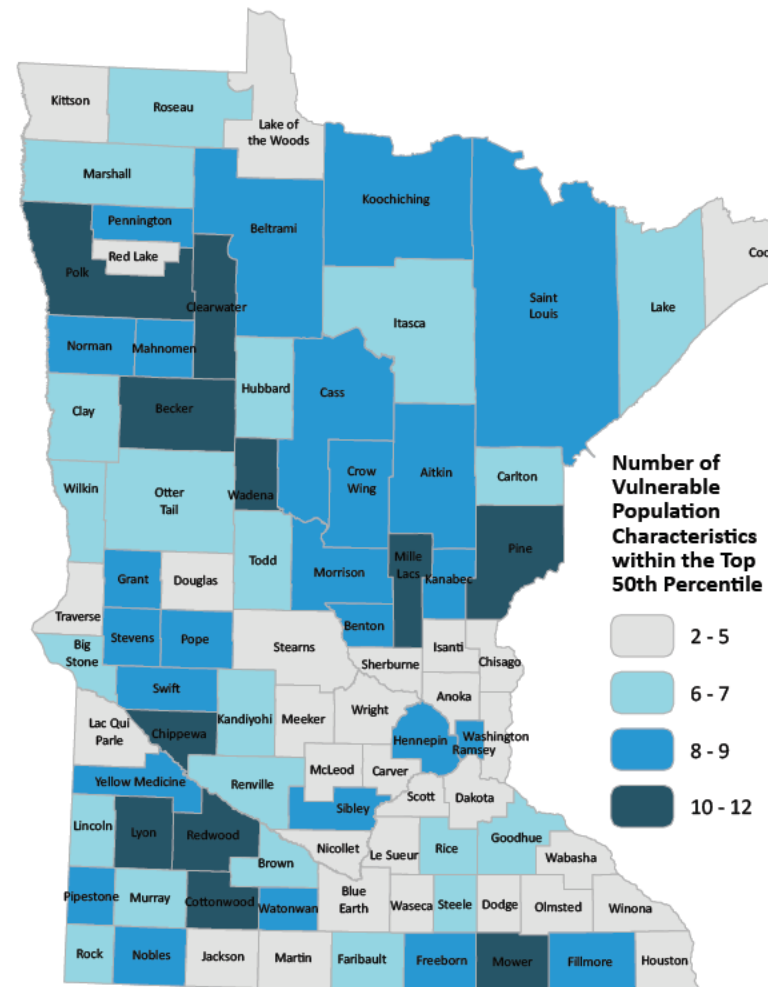 Kittson
Roseau
Lake of
the Woods
Marshall
Koochiching
Pennington
Beltrami
Red Lake
Coo
Polk
Clearwater
Saint
Louis
Lake
Itasca
Norman
Mahnomen
Hubbard
Cass
Clay
Becker
Number of
Vulnerable
Population
Characteristics
within the Top
50th Percentile
2 - 5
6 - 7
8 - 9
10 - 12
Crow
Wing
Aitkin
Carlton
Wilkin
Otter
Tail
Wadena
Pine
Mille
Lacs
Todd
Morrison
Kanabec
Grant
Douglas
Traverse
Benton
Stevens
Pope
Big
Stone
Stearns
Isanti
Chisago
Sherburne
Swift
Anoka
Lac Qui
Parle
Chippewa
Kandiyohi
Meeker
Wright
Hennepin
Washington
Ramsey
Yellow Medicine
Renville
McLeod
Carver
Scott
Dakota
Sibley
Lincoln
Lyon
Redwood
Goodhue
Nicollet
Le Sueur
Rice
Wabasha
Brown
Pipestone
Murray
Cottonwood
Watonwan
Blue
Earth
Waseca
Steele
Dodge
Olmsted
Winona
Rock
Nobles
Jackson
Martin
Faribault
Freeborn
Mower
Fillmore
Houston